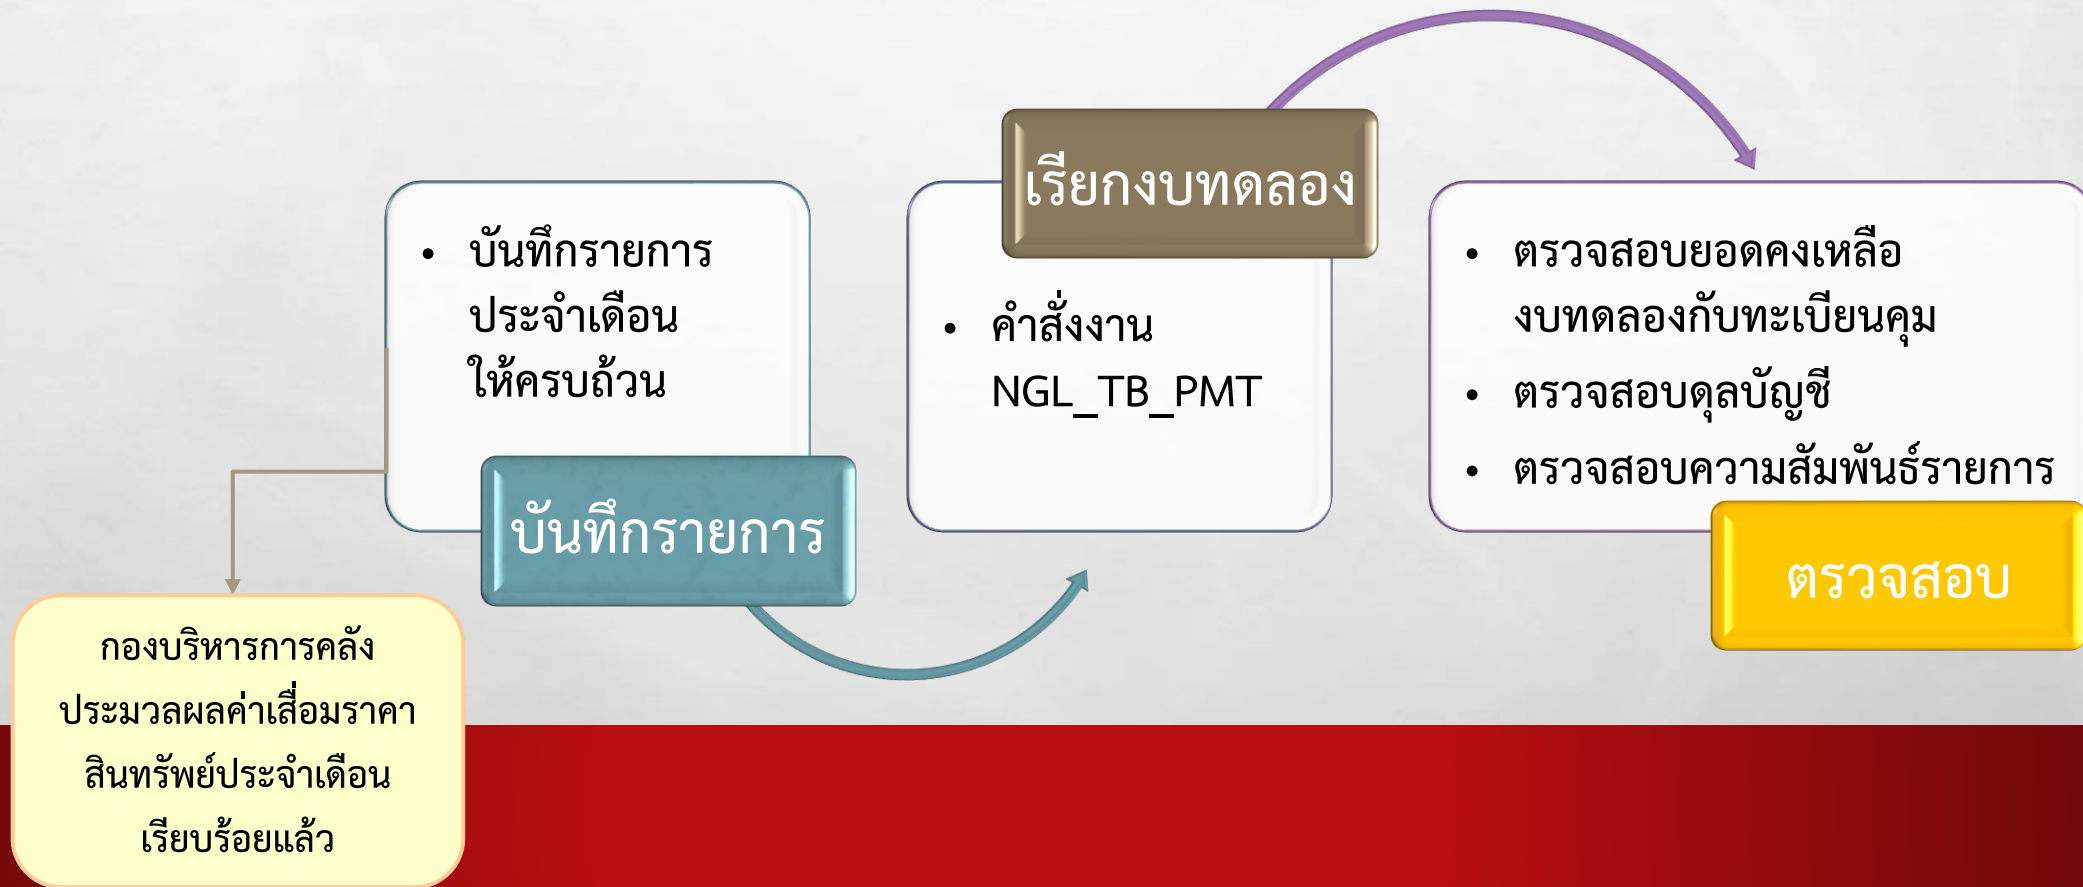 • บันทึกรายการ
ประจำเดือน
ให้ครบถ้วน
บันทึกรายการ
กองบริหารการคลัง
ประมวลผลค่าเสื่อมราคา
สินทรัพย์ประจำเดือน
เรียบร้อยแล้ว
เรียกงบทดลอง
• คำสั่งงาน
NGL_TB_PMT
• ตรวจสอบยอดคงเหลือ
งบทดลองกับทะเบียนคุม
• ตรวจสอบดุลบัญชี
• ตรวจสอบความสัมพันธ์รายการ
ตรวจสอบ